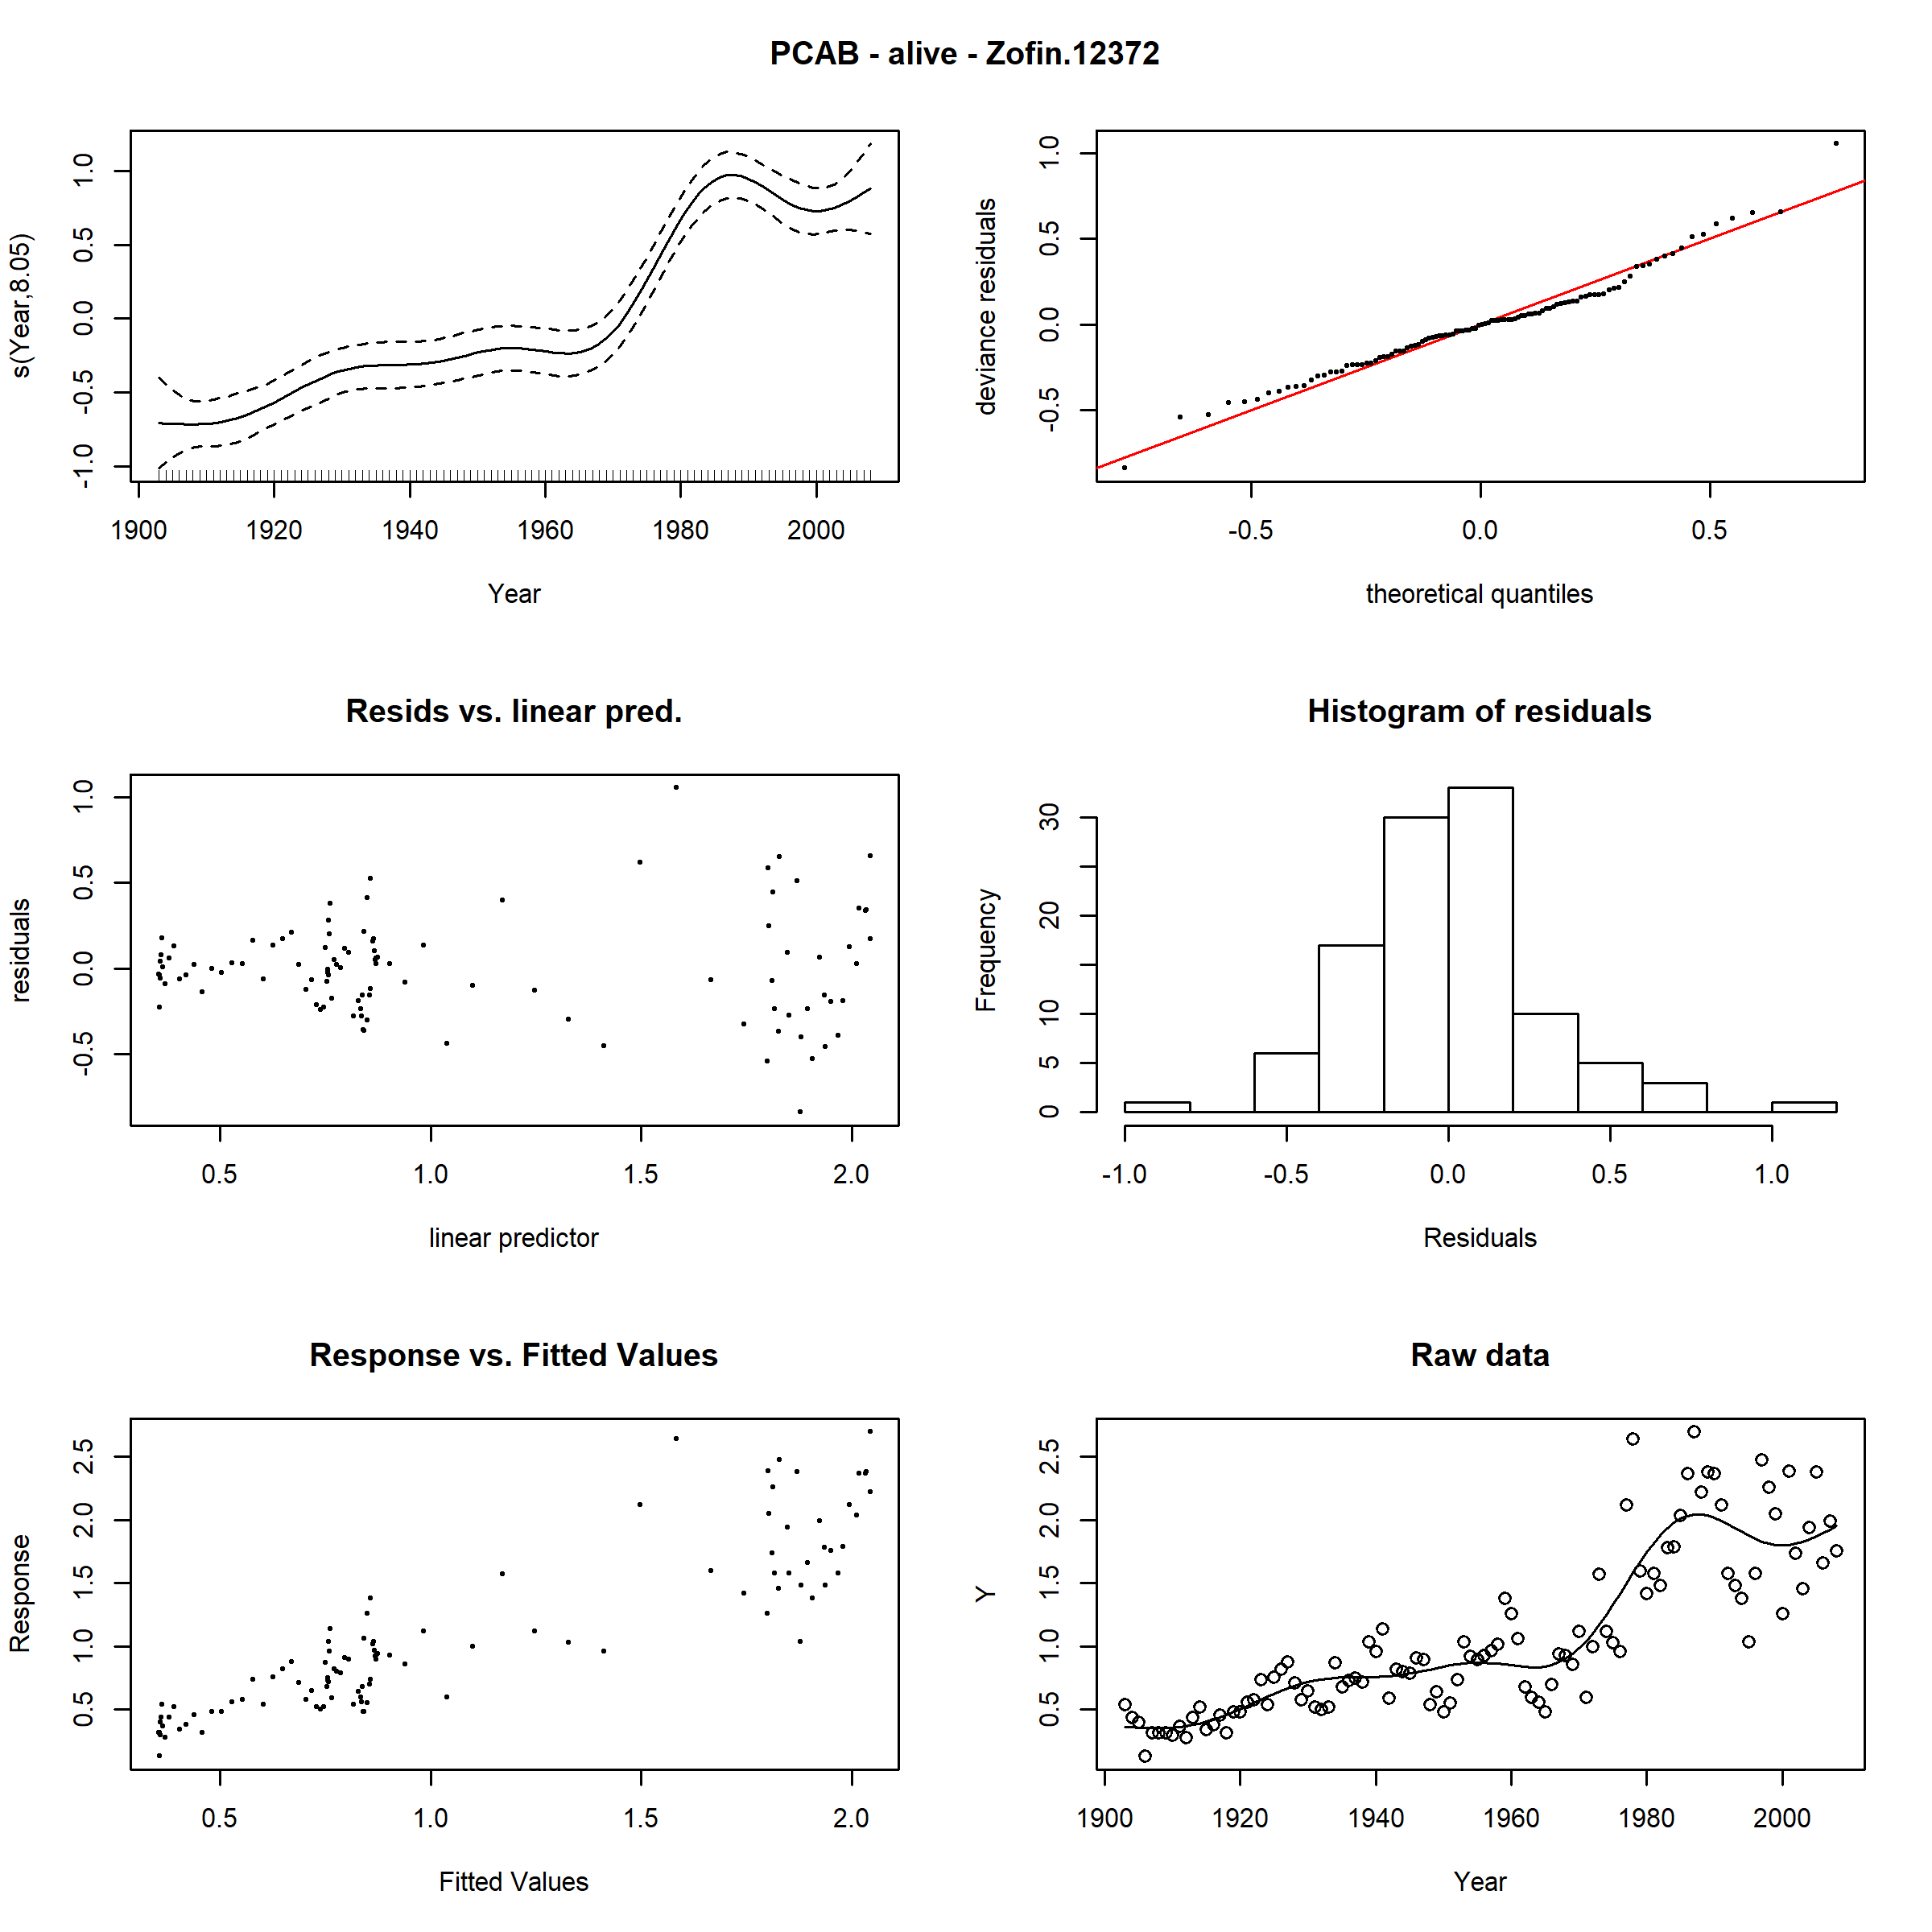 PCAB - alive - Zofin.12372
s(Year,8.05)
-1.0 -0.5 0.0 0.5 1.0
1900 1920 1940 1960 1980 2000
Year
deviance residuals
-0.5 0.0 0.5 1.0
-0.5 0.0 0.5
theoretical quantiles
Resids vs. linear pred.
residuals
-0.5 0.0 0.5 1.0
0.5 1.0 1.5 2.0
linear predictor
Histogram of residuals
Frequency
0 5 10 20 30
-1.0 -0.5 0.0 0.5 1.0
Residuals
Response vs. Fitted Values
Response
0.5 1.0 1.5 2.0 2.5
0.5 1.0 1.5 2.0
Fitted Values
Raw data
Y
0.5 1.0 1.5 2.0 2.5
1900 1920 1940 1960 1980 2000
Year